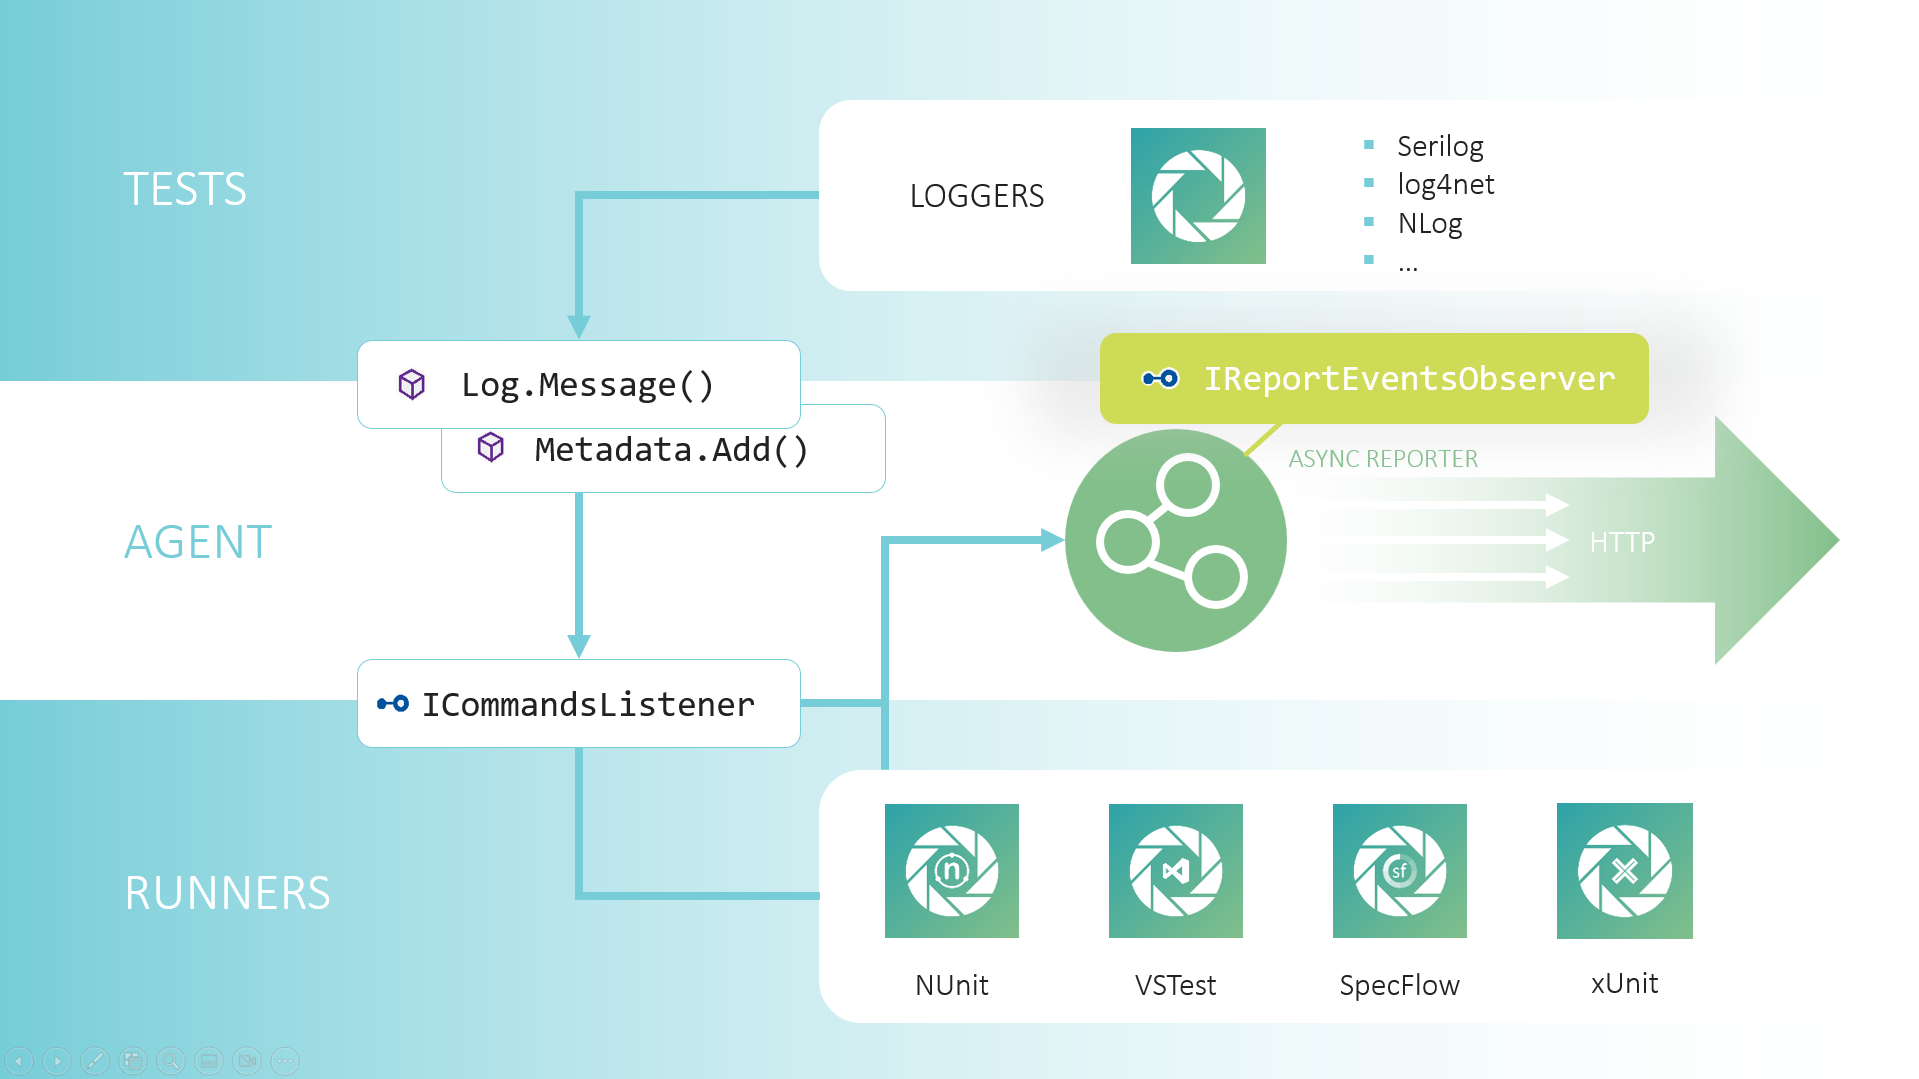 TESTS
LOGGERS
Serilog
log4net
NLog
...
Log.Message()
Metadata.Add()
IReportEventsObserver
ASYNC REPORTER
HTTP
AGENT
ICommandsListener
RUNNERS
n
sf
NUnit
VSTest
SpecFlow
xUnit